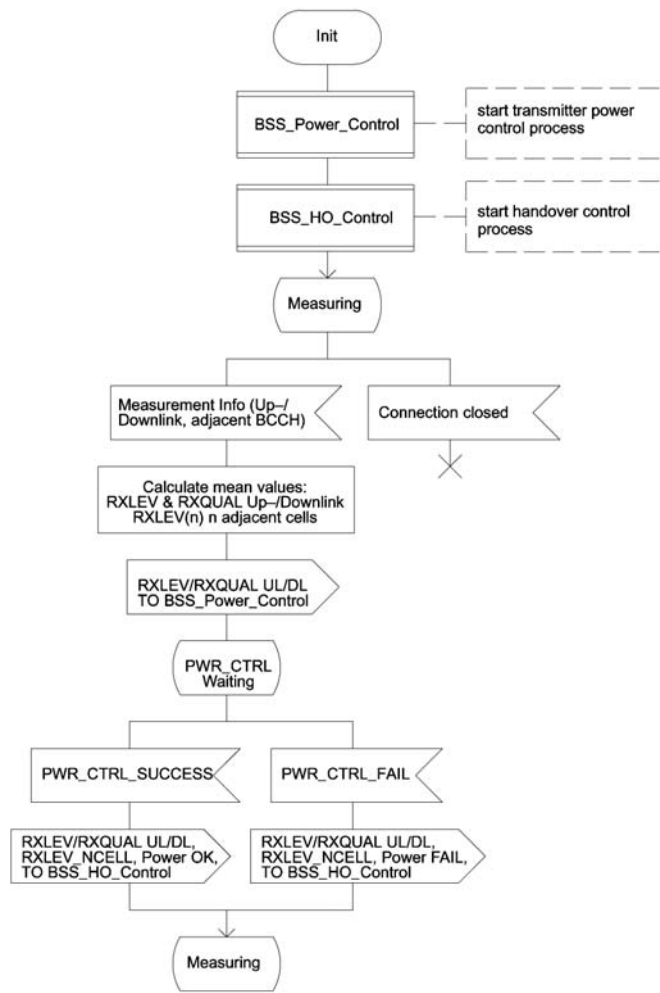 Init
BSS_Power_Control
start transmitter power
control process
BSS_HO_Control
start handover control
process
Measuring
Measurement Info (Up–/
Downlink, adjacent BCCH)
Connection closed
Calculate mean values:
RXLEV & RXQUAL Up–/Downlink
RXLEV(n) n adjacent cells
RXLEV/RXQUAL UL/DL
TO BSS_Power_Control
PWR_CTRL
Waiting
PWR_CTRL_SUCCESS
PWR_CTRL_FAIL
RXLEV/RXQUAL UL/DL,
RXLEV_NCELL, Power OK,
TO BSS_HO_Control
RXLEV/RXQUAL UL/DL,
RXLEV_NCELL, Power FAIL,
TO BSS_HO_Control
Measuring